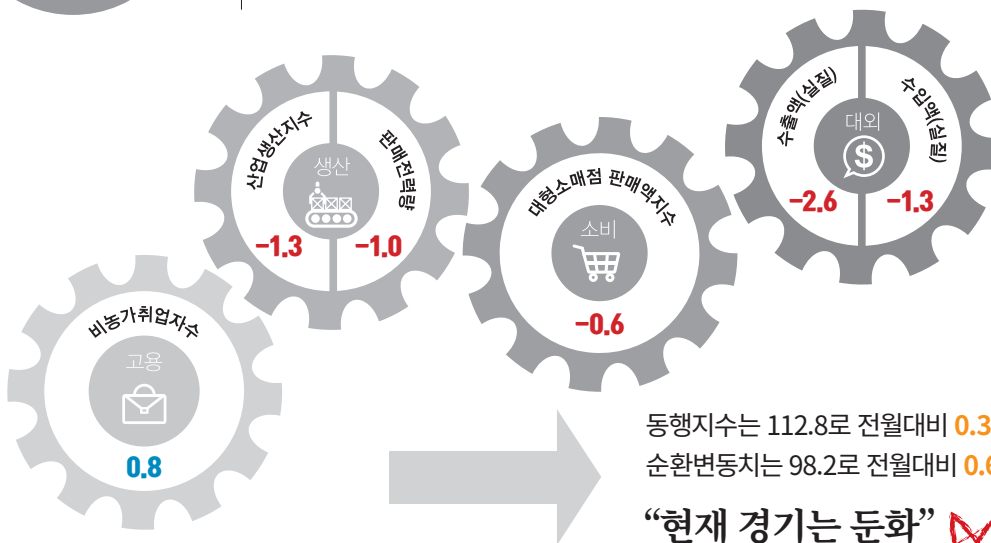 산업생산지수
판매전력량
생산
-1.3
-1.0
대형소매점 판매액지수
소비
-0.6
수출액(실질)
수입액(실질)
대외
$
-2.6
-1.3
비농가취업자수
고용
0.8
동행지수는 112.8로 전월대비 0.3
순환변동치는 98.2로 전월대비 0.6
“현재 경기는 둔화”